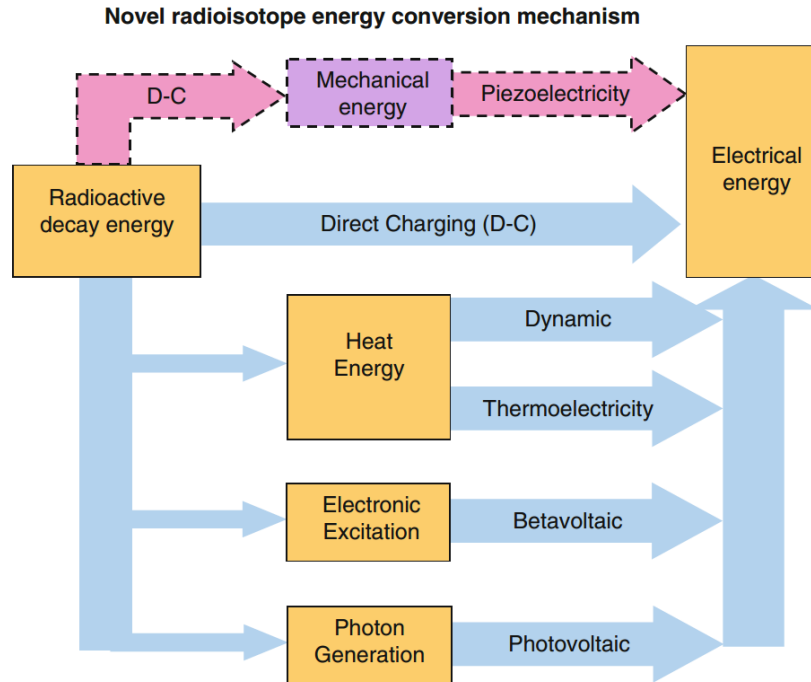 Novel radioisotope energy conversion mechanism
D-C
Mechanical
energy
Piezoelectricity
Electrical
energy
Radioactive
decay energy
Direct Charging (D-C)
Heat
Energy
Dynamic
Thermoelectricity
Electronic
Excitation
Betavoltaic
Photon
Generation
Photovoltaic